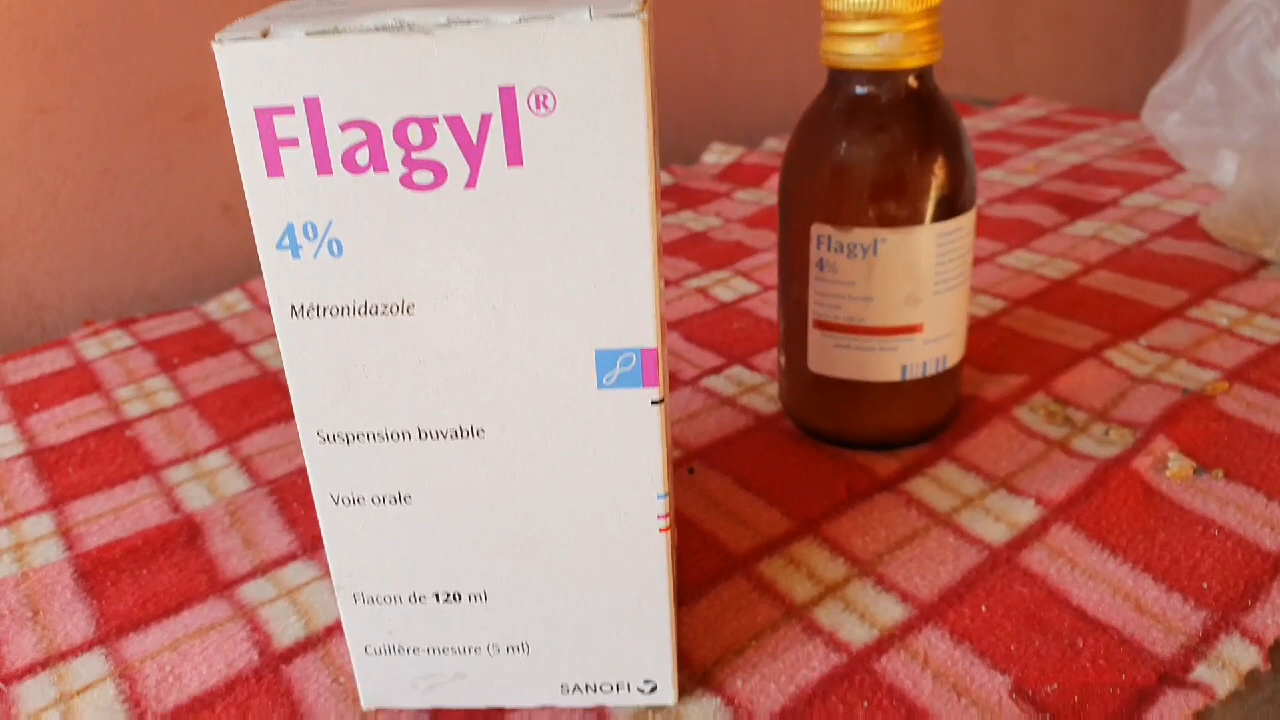 Flagyl®
4%
Métronidazole
Suspension buvable
Voie orale
Flacon de 120 ml
Cuillère-mesure (5 ml)
SANOFI
Flagyl®
4%